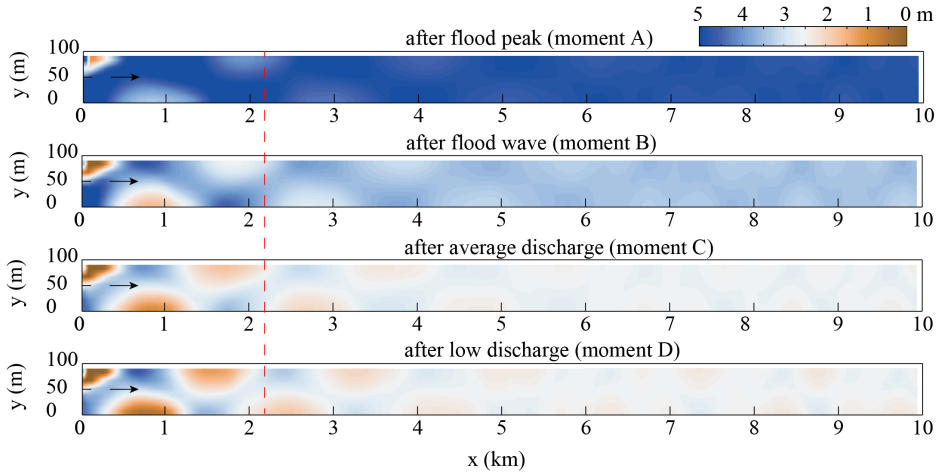 5 4 3 2 1 0 m
after flood peak (moment A)
y (m)
100
50
0
0 1 2 3 4 5 6 7 8 9 10
after flood wave (moment B)
y (m)
100
50
0
0 1 2 3 4 5 6 7 8 9 10
after average discharge (moment C)
y (m)
100
50
0
0 1 2 3 4 5 6 7 8 9 10
after low discharge (moment D)
y (m)
100
50
0
0 1 2 3 4 5 6 7 8 9 10
x (km)